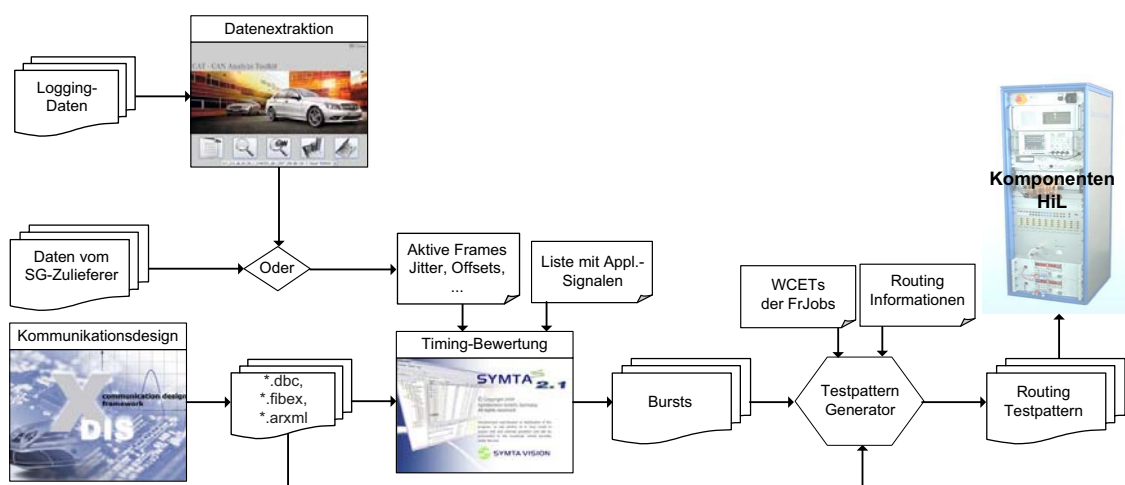 Datenextraktion
CAT - CAN Analysis Toolkit
Logging-
Daten
Daten vom
SG-Zulieferer
Oder
Aktive Frames
Jitter, Offsets,
...
Liste mit Appl.-
Signalen
WCETs
der FrJobs
Routing
Informationen
Komponenten
HiL
Kommunikationsdesign
X
communication design
framework
DIS
*.dbc,
*.fibex,
*.arxml
Timing-Bewertung
SYMTA S
2.1
SYMTA VISION
Bursts
Testpattern
Generator
Routing
Testpattern